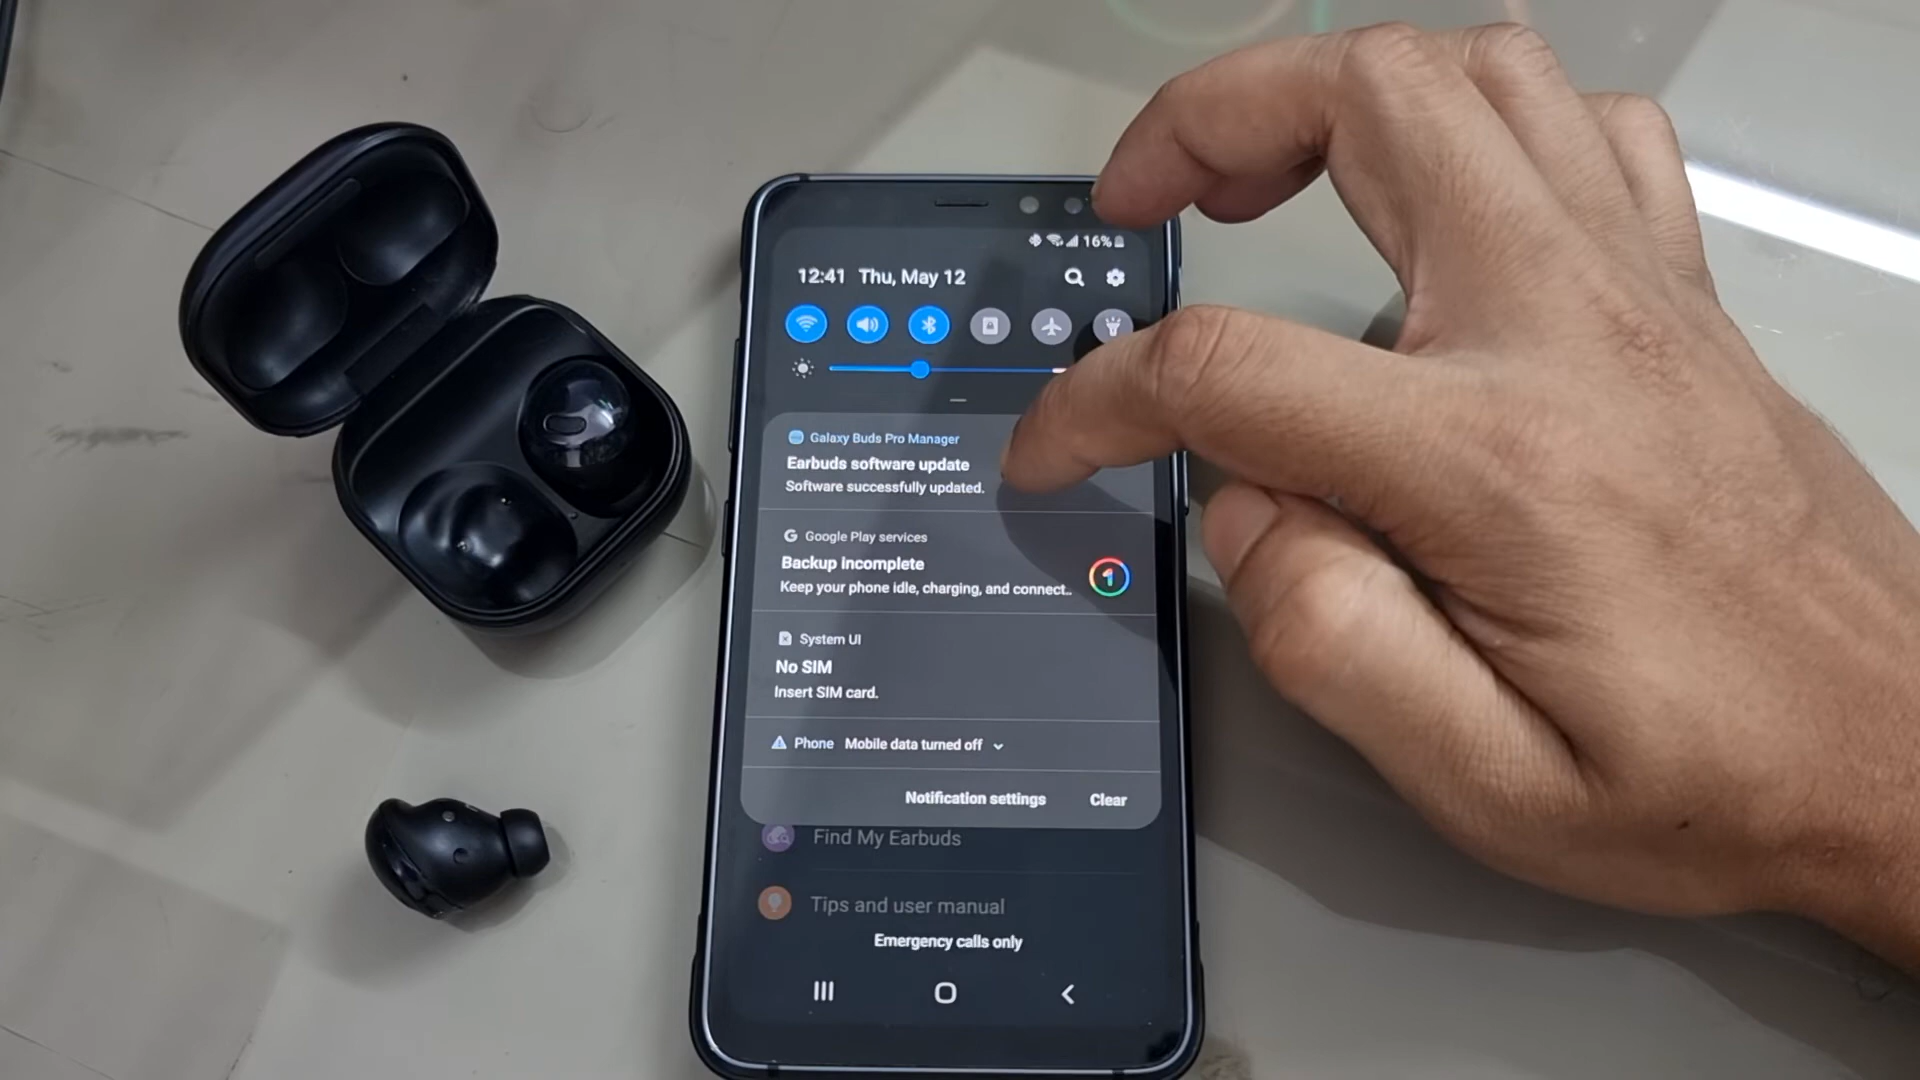 16%
12:41 Thu, May 12
Galaxy Buds Pro Manager
Earbuds software update
Software successfully updated.
Google Play services
Backup incomplete
Keep your phone idle, charging, and connect..
System UI
No SIM
Insert SIM card.
Phone Mobile data turned off
Notification settings Clear
Find My Earbuds
Tips and user manual
Emergency calls only